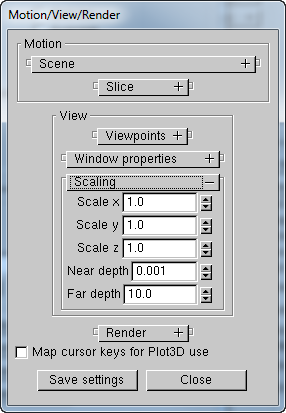 Motion/View/Render
Motion
Scene +
Slice +
View
Viewpoints +
Window properties +
Scaling −
Scale x 1.0
Scale y 1.0
Scale z 1.0
Near depth 0.001
Far depth 10.0
Render +
Map cursor keys for Plot3D use
Save settings Close